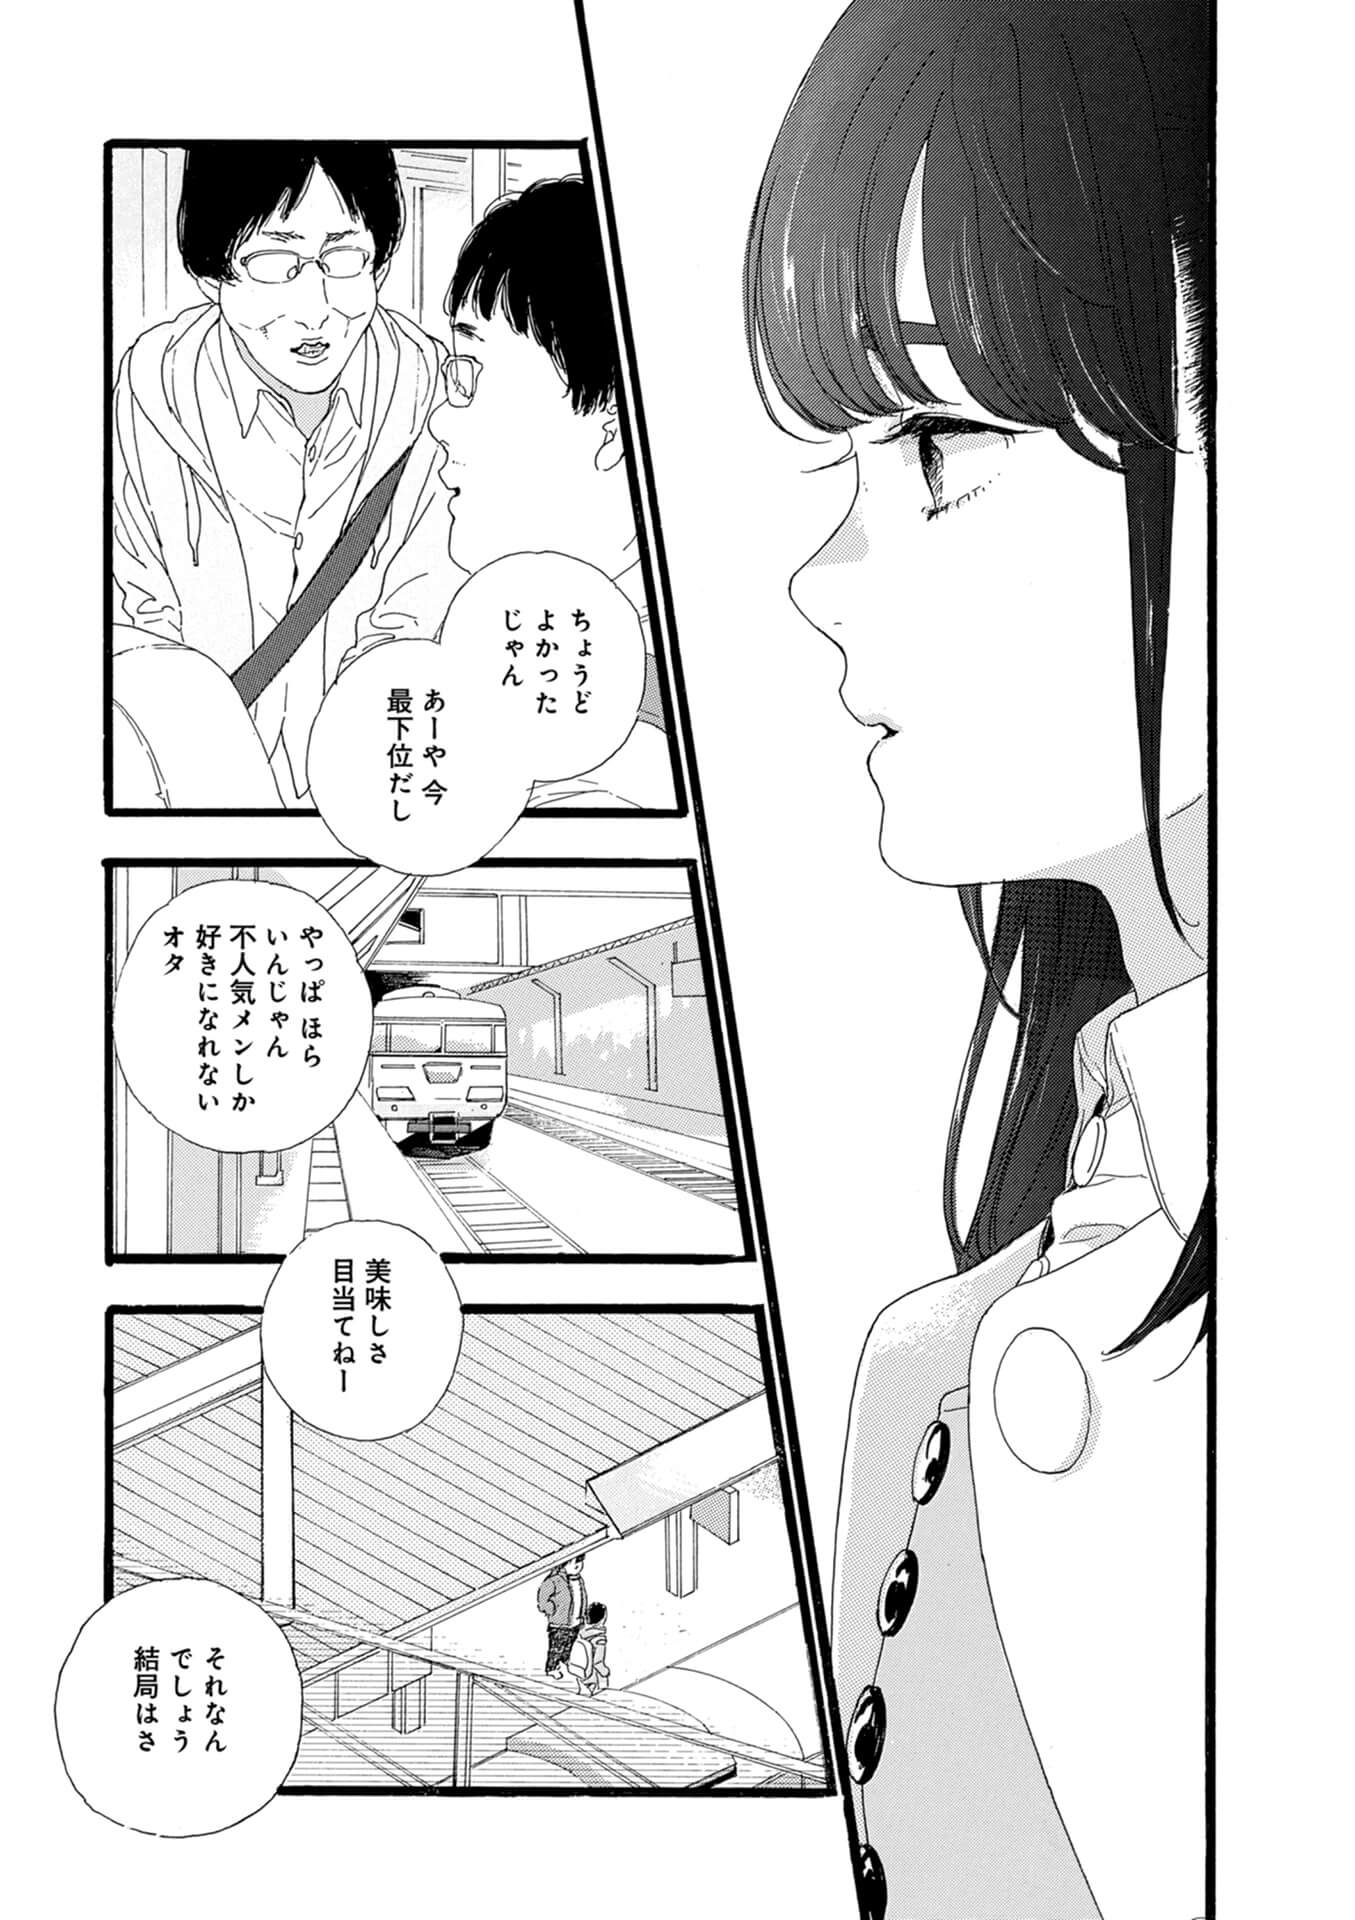 ちょうど
よかった
じゃん
あーや 今
最下位だし
やっぱ ほら
いんじゃん
不人気メンしか
好きになれない
オタ
美味しさ
目当てねー
それなん
でしょう
結局はさ